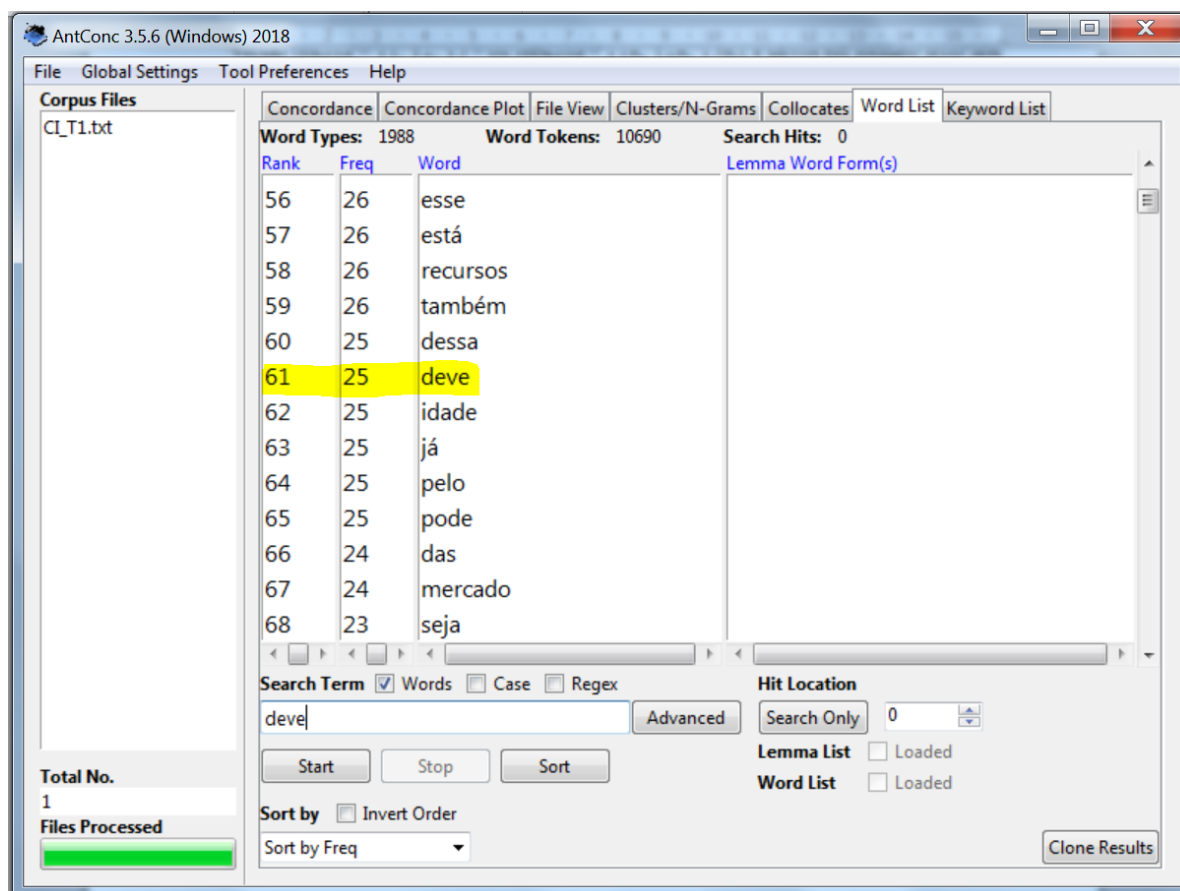 AntConc 3.5.6 (Windows) 2018
File Global Settings Tool Preferences Help
Corpus Files
CI_T1.txt
Concordance Concordance Plot File View Clusters/N-Grams Collocates Word List Keyword List
Word Types: 1988 Word Tokens: 10690 Search Hits: 0
Rank Freq Word Lemma Word Form(s)
56 26 esse
57 26 está
58 26 recursos
59 26 também
60 25 dessa
61 25 deve
62 25 idade
63 25 já
64 25 pelo
65 25 pode
66 24 das
67 24 mercado
68 23 seja
Search Term Words Case Regex Hit Location
deve Advanced Search Only 0
Start Stop Sort Lemma List Loaded
Word List Loaded
Total No.
1
Files Processed
Sort by Invert Order
Sort by Freq Clone Results